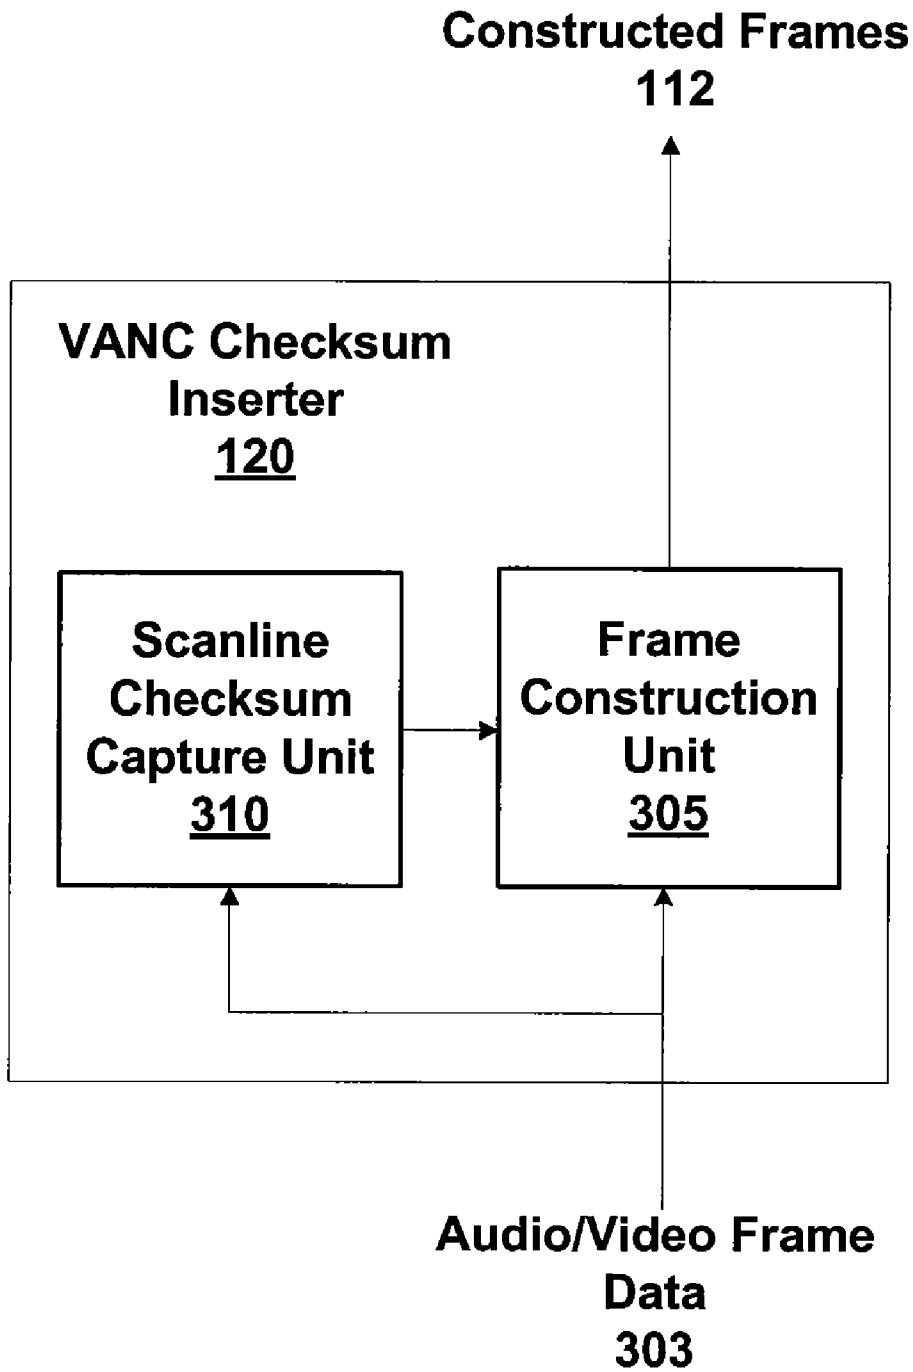 Constructed Frames
112
VANC Checksum
Inserter
120
Scanline
Checksum
Capture Unit
310
Frame
Construction
Unit
305
Audio/Video Frame
Data
303